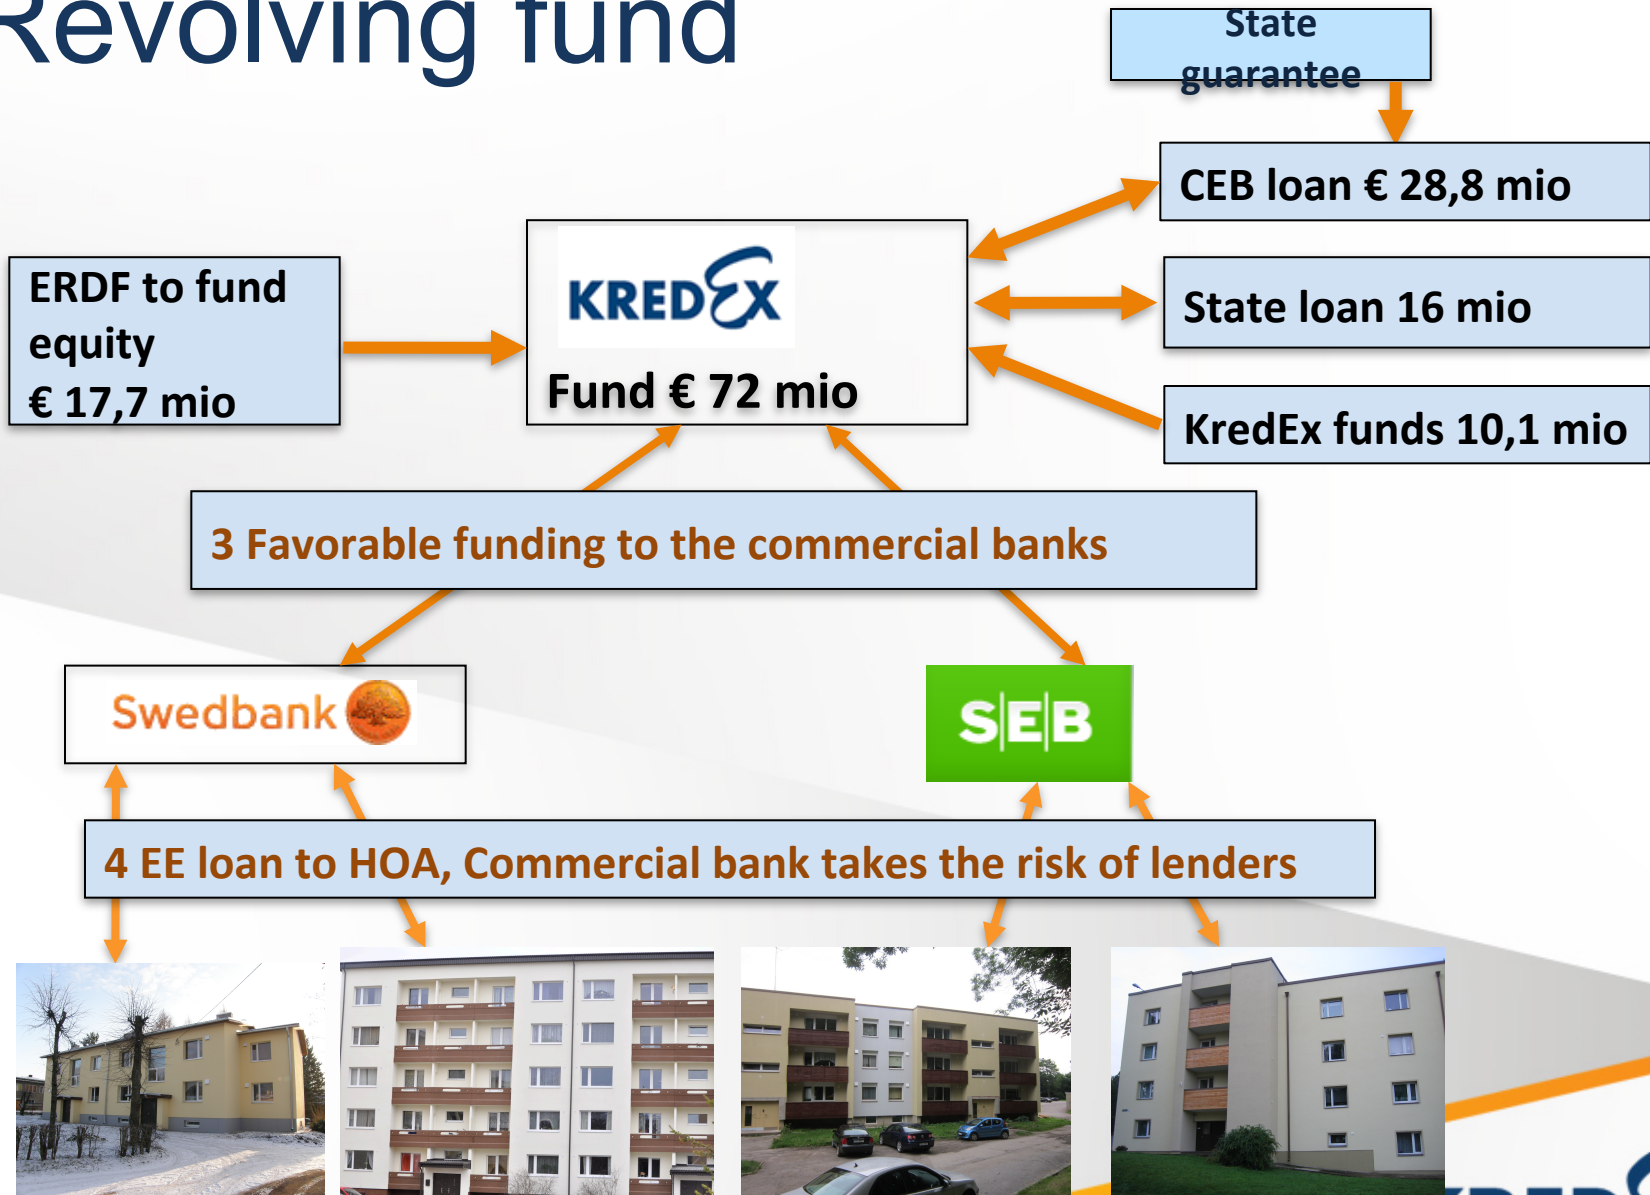 Revolving fund
State
guarantee
CEB loan € 28,8 mio
ERDF to fund
equity
€ 17,7 mio
KREDEX
Fund € 72 mio
State loan 16 mio
KredEx funds 10,1 mio
3 Favorable funding to the commercial banks
Swedbank
S|E|B
4 EE loan to HOA, Commercial bank takes the risk of lenders